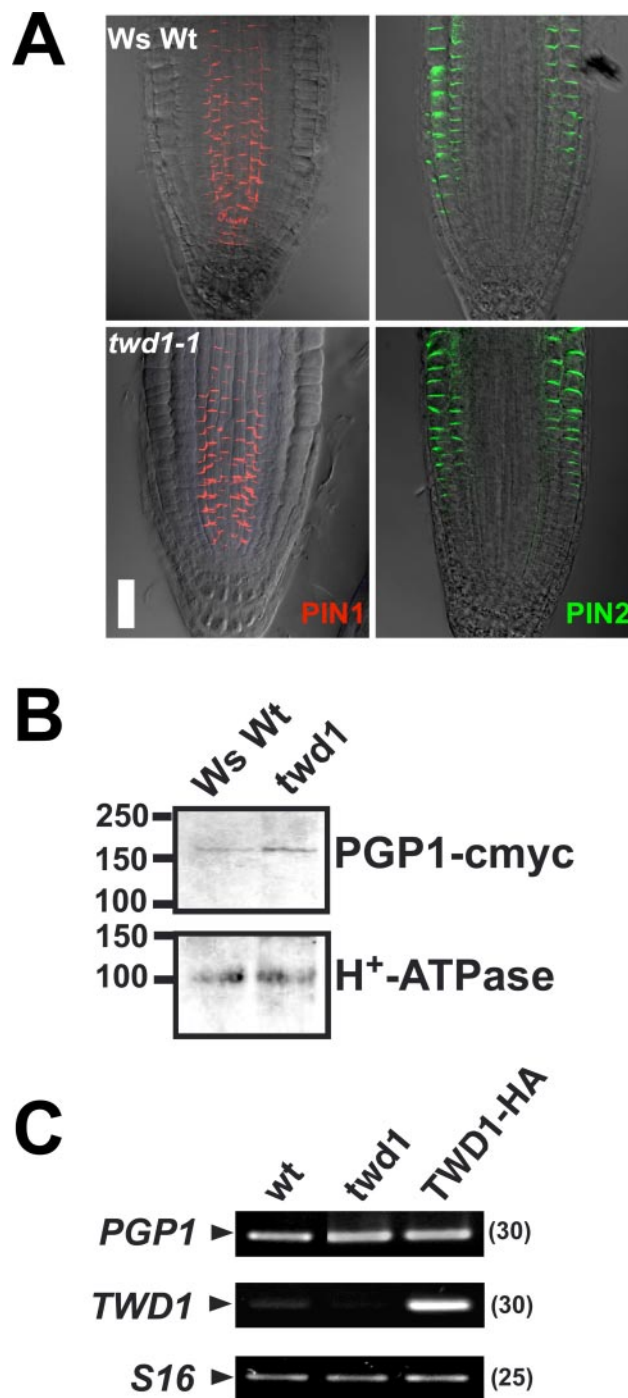 A
Ws Wt
twd1-1
PIN1
PIN2
B
Ws Wt
twd1
250
150
100
PGP1-cmyc
150
100
H⁺-ATPase
C
wt
twd1
TWD1-HA
PGP1
(30)
TWD1
(30)
S16
(25)